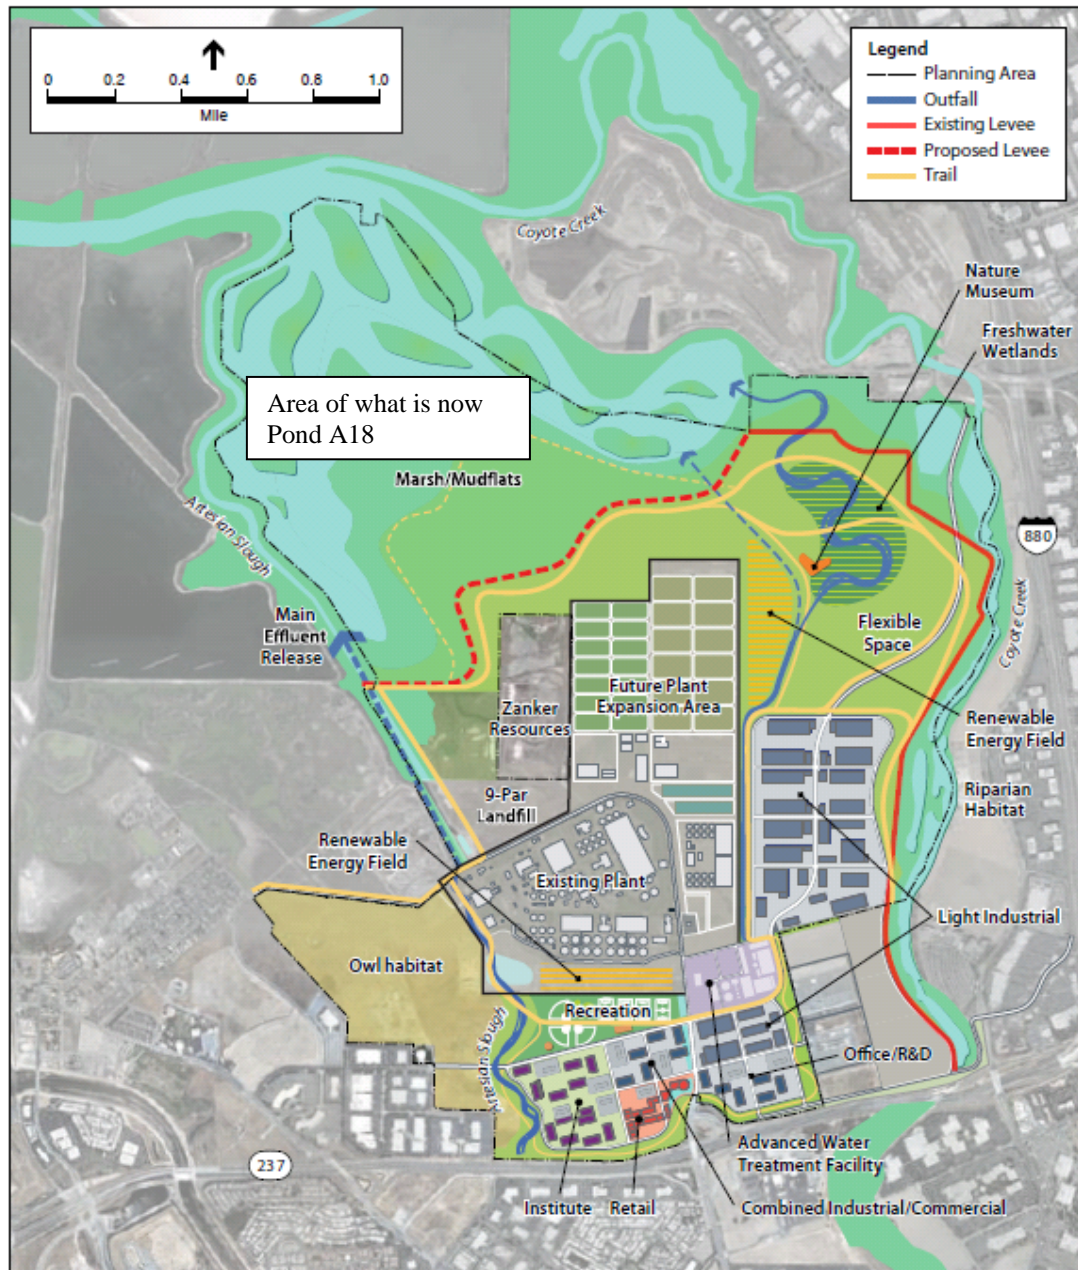 0 0.2 0.4 0.6 0.8 1.0
Mile
Legend
Planning Area
Outfall
Existing Levee
Proposed Levee
Trail
Coyote Creek
Nature
Museum
Freshwater
Wetlands
Area of what is now
Pond A18
Marsh/Mudflats
Artesian Slough
880
Coyote Creek
Main
Effluent
Release
Flexible
Space
Future Plant
Expansion Area
Zanker
Resources
Renewable
Energy Field
9-Par
Landfill
Riparian
Habitat
Renewable
Energy Field
Existing Plant
Light Industrial
Owl habitat
Recreation
Artesian Slough
Office/R&D
Advanced Water
Treatment Facility
237
Institute
Retail
Combined Industrial/Commercial